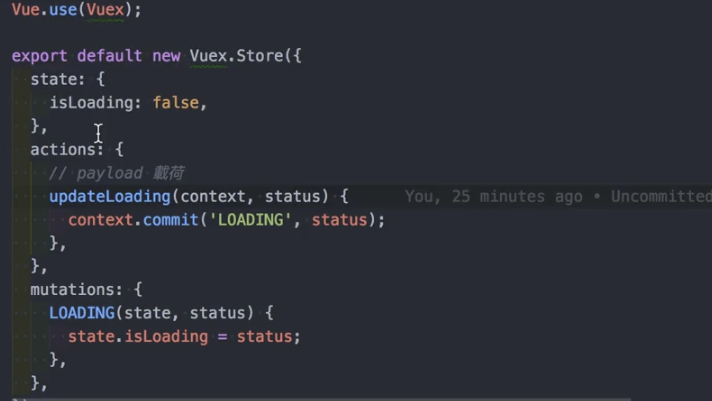 Vue.use(Vuex);
export default new Vuex.Store({
state: {
isLoading: false,
},
actions: {
// payload 載荷
updateLoading(context, status) { You, 25 minutes ago • Uncommitted
context.commit('LOADING', status);
},
},
mutations: {
LOADING(state, status) {
state.isLoading = status;
},
},